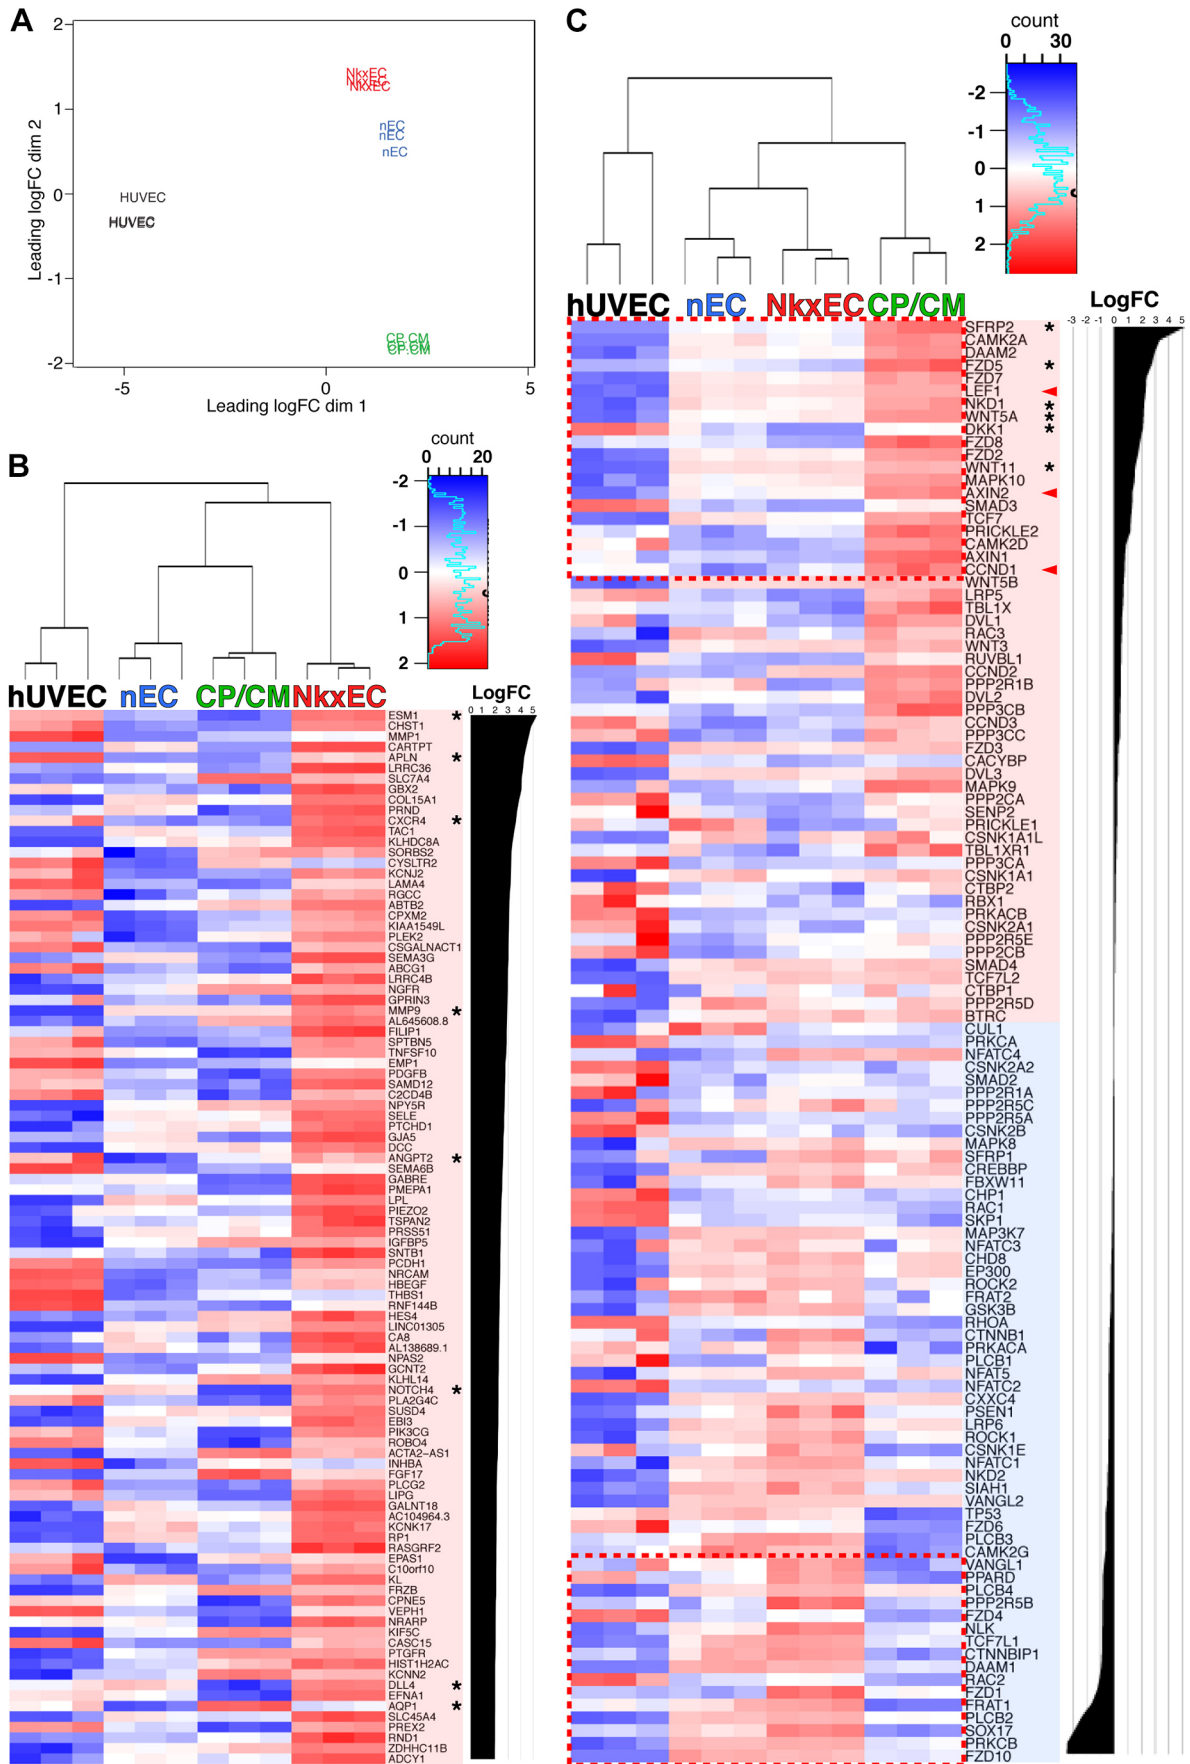 A
2
1
0
-1
-2
-5
0
5
Leading logFC dim 2
Leading logFC dim 1
NkxEC
NkxEC
NkxEC
nEC
nEC
nEC
HUVEC
HUVEC
CP.CM
CP.CM
CP.CM
B
count
0 20
-2
-1
0
1
2
hUVEC nEC CP/CM NkxEC
LogFC
0 1 2 3 4 5
ESM1 *
CHST1
MMP1
CARTPT
APLN *
LRRC36
SLC7A4
GBX2
COL15A1
PRND
CXCR4 *
TAC1
KLHDC8A
SORBS2
CYSLTR2
KCNJ2
LAMA4
RGCC
ABTB2
CPXM2
KIAA1549L
PLEK2
CSGALNACT1
SEMA3G
ABCG1
LRRC4B
NGFR
GPRIN3
MMP9 *
AL645608.8
FILIP1
SPTBN5
TNFSF10
EMP1
PDGFB
SAMD12
C2CD4B
NPY5R
SELE
PTCHD1
GJA5
DCC
ANGPT2 *
SEMA6B
GABRE
PMEPA1
LPL
PIEZO2
TSPAN2
PRSS51
IGFBP5
SNTB1
PCDH1
NRCAM
HBEGF
THBS1
RNF144B
HES4
LINC01305
CA8
AL138689.1
NPAS2
GCNT2
KLHL14
NOTCH4 *
PLA2G4C
SUSD4
EBI3
PIK3CG
ROBO4
ACTA2-AS1
INHBA
FGF17
PLCG2
LIPG
GALNT18
AC104964.3
KCNK17
RP1
RASGRF2
EPAS1
C10orf10
KL
FRZB
CPNE5
VEPH1
NRARP
KIF5C
CASC15
PTGFR
HIST1H2AC
KCNN2
DLL4 *
EFNA1
AQP1 *
SLC45A4
PREX2
RND1
ZDHHC11B
ADCY1
C
count
0 30
-2
-1
0
1
2
hUVEC nEC NkxEC CP/CM
LogFC
-3 -2 -1 0 1 2 3 4 5
SFRP2 *
CAMK2A
DAAM2
FZD5 *
FZD7
LEF1
NKD1 *
WNT5A *
DKK1 *
FZD8
FZD2
WNT11 *
MAPK10
AXIN2
SMAD3
TCF7
PRICKLE2
CAMK2D
AXIN1
CCND1
WNT5B
LRP5
TBL1X
DVL1
RAC3
WNT3
RUVBL1
CCND2
PPP2R1B
DVL2
PPP3CB
CCND3
PPP3CC
FZD3
CACYBP
DVL3
MAPK9
PPP2CA
SENP2
PRICKLE1
CSNK1A1L
TBL1XR1
PPP3CA
CSNK1A1
CTBP2
RBX1
PRKACB
CSNK2A1
PPP2R5E
PPP2CB
SMAD4
TCF7L2
CTBP1
PPP2R5D
BTRC
CUL1
PRKCA
NFATC4
CSNK2A2
SMAD2
PPP2R1A
PPP2R5C
PPP2R5A
CSNK2B
MAPK8
SFRP1
CREBBP
FBXW11
CHP1
RAC1
SKP1
MAP3K7
NFATC3
CHD8
EP300
ROCK2
FRAT2
GSK3B
RHOA
CTNNB1
PRKACA
PLCB1
NFAT5
NFATC2
CXXC4
PSEN1
LRP6
ROCK1
CSNK1E
NFATC1
NKD2
SIAH1
VANGL2
TP53
FZD6
PLCB3
CAMK2G
VANGL1
PPARD
PLCB4
PPP2R5B
FZD4
NLK
TCF7L1
CTNNBIP1
DAAM1
RAC2
FZD1
FRAT1
PLCB2
SOX17
PRKCB
FZD10